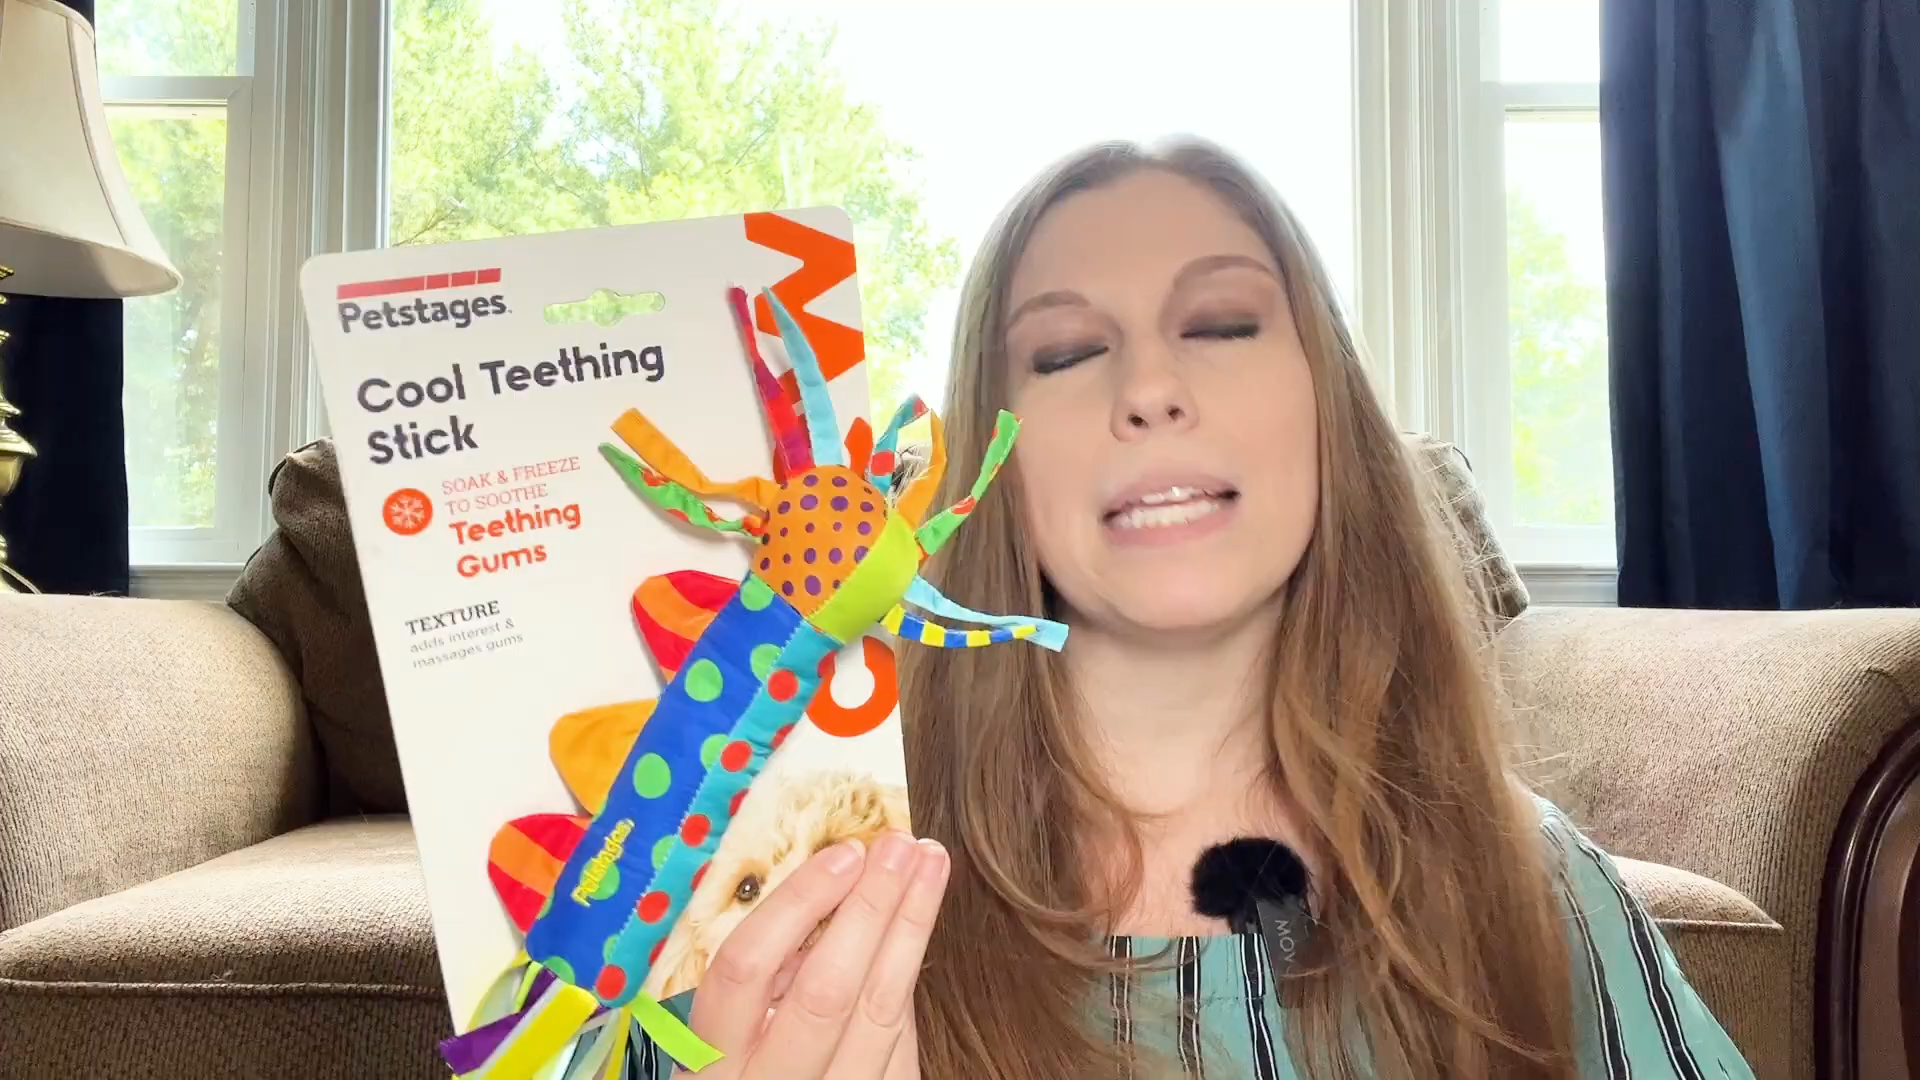 Petstages
Cool Teething
Stick
SOAK & FREEZE
TO SOOTHE
Teething
Gums
TEXTURE
adds interest &
massages gums
Petstages
MOV